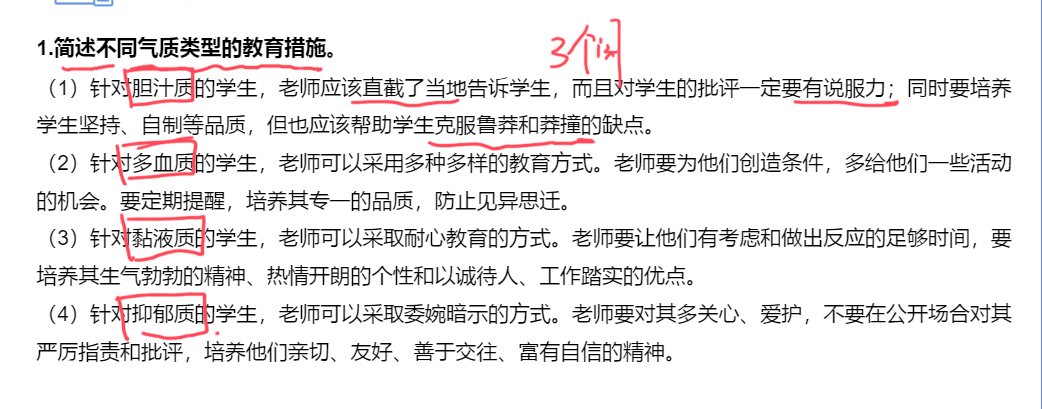 1.简述不同气质类型的教育措施。
3个词
（1）针对胆汁质的学生，老师应该直截了当地告诉学生，而且对学生的批评一定要有说服力；同时要培养
学生坚持、自制等品质，但也应该帮助学生克服鲁莽和莽撞的缺点。
（2）针对多血质的学生，老师可以采用多种多样的教育方式。老师要为他们创造条件，多给他们一些活动
的机会。要定期提醒，培养其专一的品质，防止见异思迁。
（3）针对黏液质的学生，老师可以采取耐心教育的方式。老师要让他们有考虑和做出反应的足够时间，要
培养其生气勃勃的精神、热情开朗的个性和以诚待人、工作踏实的优点。
（4）针对抑郁质的学生，老师可以采取委婉暗示的方式。老师要对其多关心、爱护，不要在公开场合对其
严厉指责和批评，培养他们亲切、友好、善于交往、富有自信的精神。